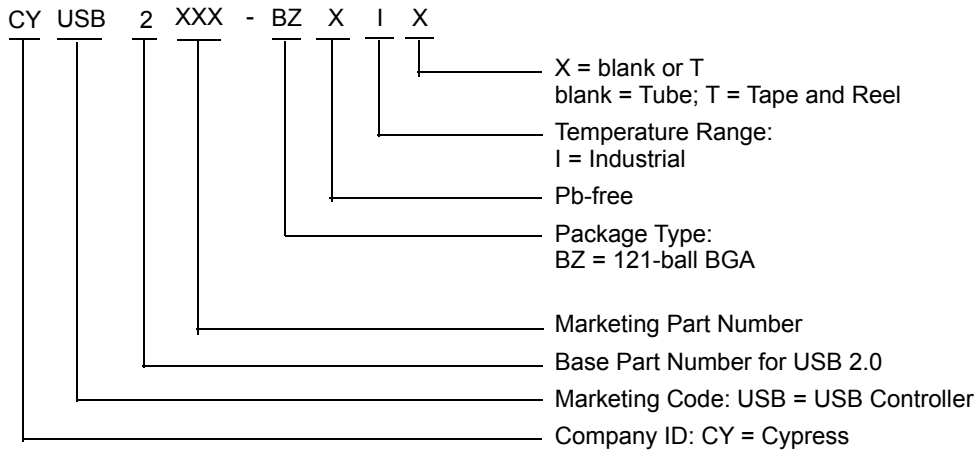 CY USB 2 XXX - BZ X I X
X = blank or T
blank = Tube; T = Tape and Reel
Temperature Range:
I = Industrial
Pb-free
Package Type:
BZ = 121-ball BGA
Marketing Part Number
Base Part Number for USB 2.0
Marketing Code: USB = USB Controller
Company ID: CY = Cypress